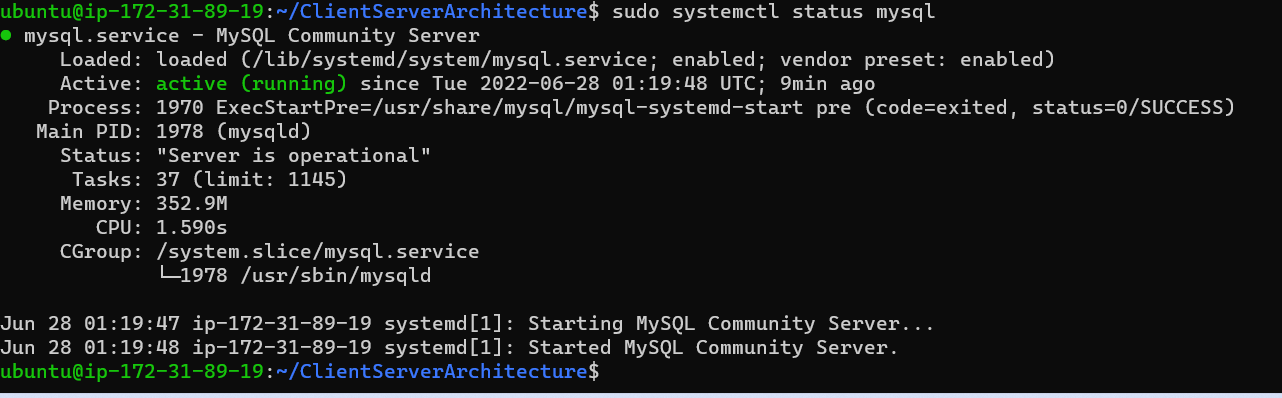 ubuntu@ip-172-31-89-19:~/ClientServerArchitecture$ sudo systemctl status mysql
● mysql.service - MySQL Community Server
     Loaded: loaded (/lib/systemd/system/mysql.service; enabled; vendor preset: enabled)
     Active: active (running) since Tue 2022-06-28 01:19:48 UTC; 9min ago
    Process: 1970 ExecStartPre=/usr/share/mysql/mysql-systemd-start pre (code=exited, status=0/SUCCESS)
   Main PID: 1978 (mysqld)
     Status: "Server is operational"
      Tasks: 37 (limit: 1145)
     Memory: 352.9M
        CPU: 1.590s
     CGroup: /system.slice/mysql.service
             └─1978 /usr/sbin/mysqld

Jun 28 01:19:47 ip-172-31-89-19 systemd[1]: Starting MySQL Community Server...
Jun 28 01:19:48 ip-172-31-89-19 systemd[1]: Started MySQL Community Server.
ubuntu@ip-172-31-89-19:~/ClientServerArchitecture$